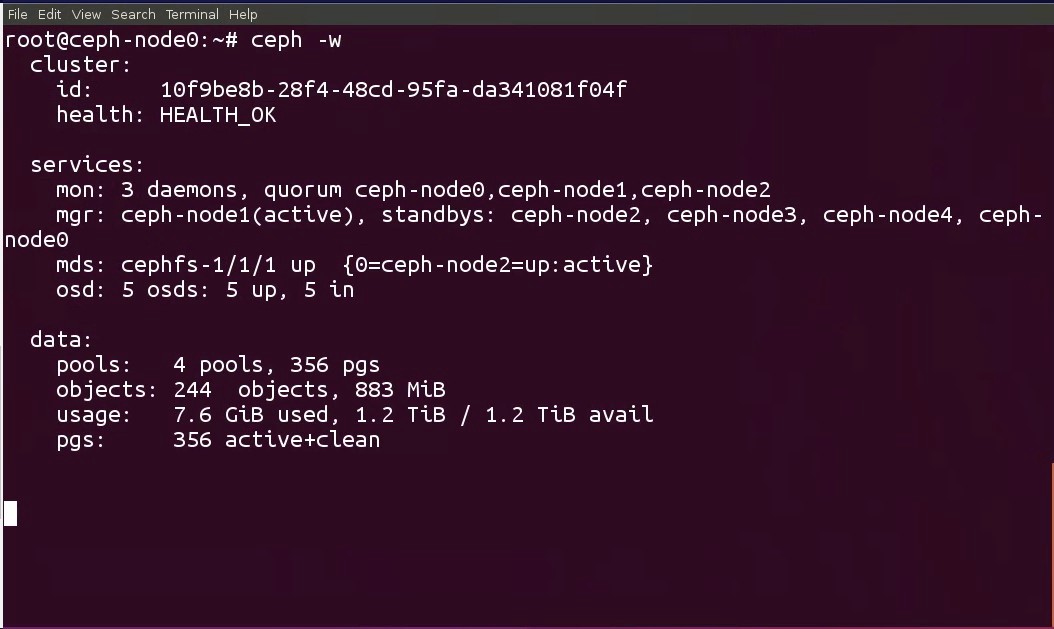 File Edit View Search Terminal Help
root@ceph-node0:~# ceph -w
  cluster:
    id:     10f9be8b-28f4-48cd-95fa-da341081f04f
    health: HEALTH_OK

  services:
    mon: 3 daemons, quorum ceph-node0,ceph-node1,ceph-node2
    mgr: ceph-node1(active), standbys: ceph-node2, ceph-node3, ceph-node4, ceph-
node0
    mds: cephfs-1/1/1 up  {0=ceph-node2=up:active}
    osd: 5 osds: 5 up, 5 in

  data:
    pools:   4 pools, 356 pgs
    objects: 244  objects, 883 MiB
    usage:   7.6 GiB used, 1.2 TiB / 1.2 TiB avail
    pgs:     356 active+clean